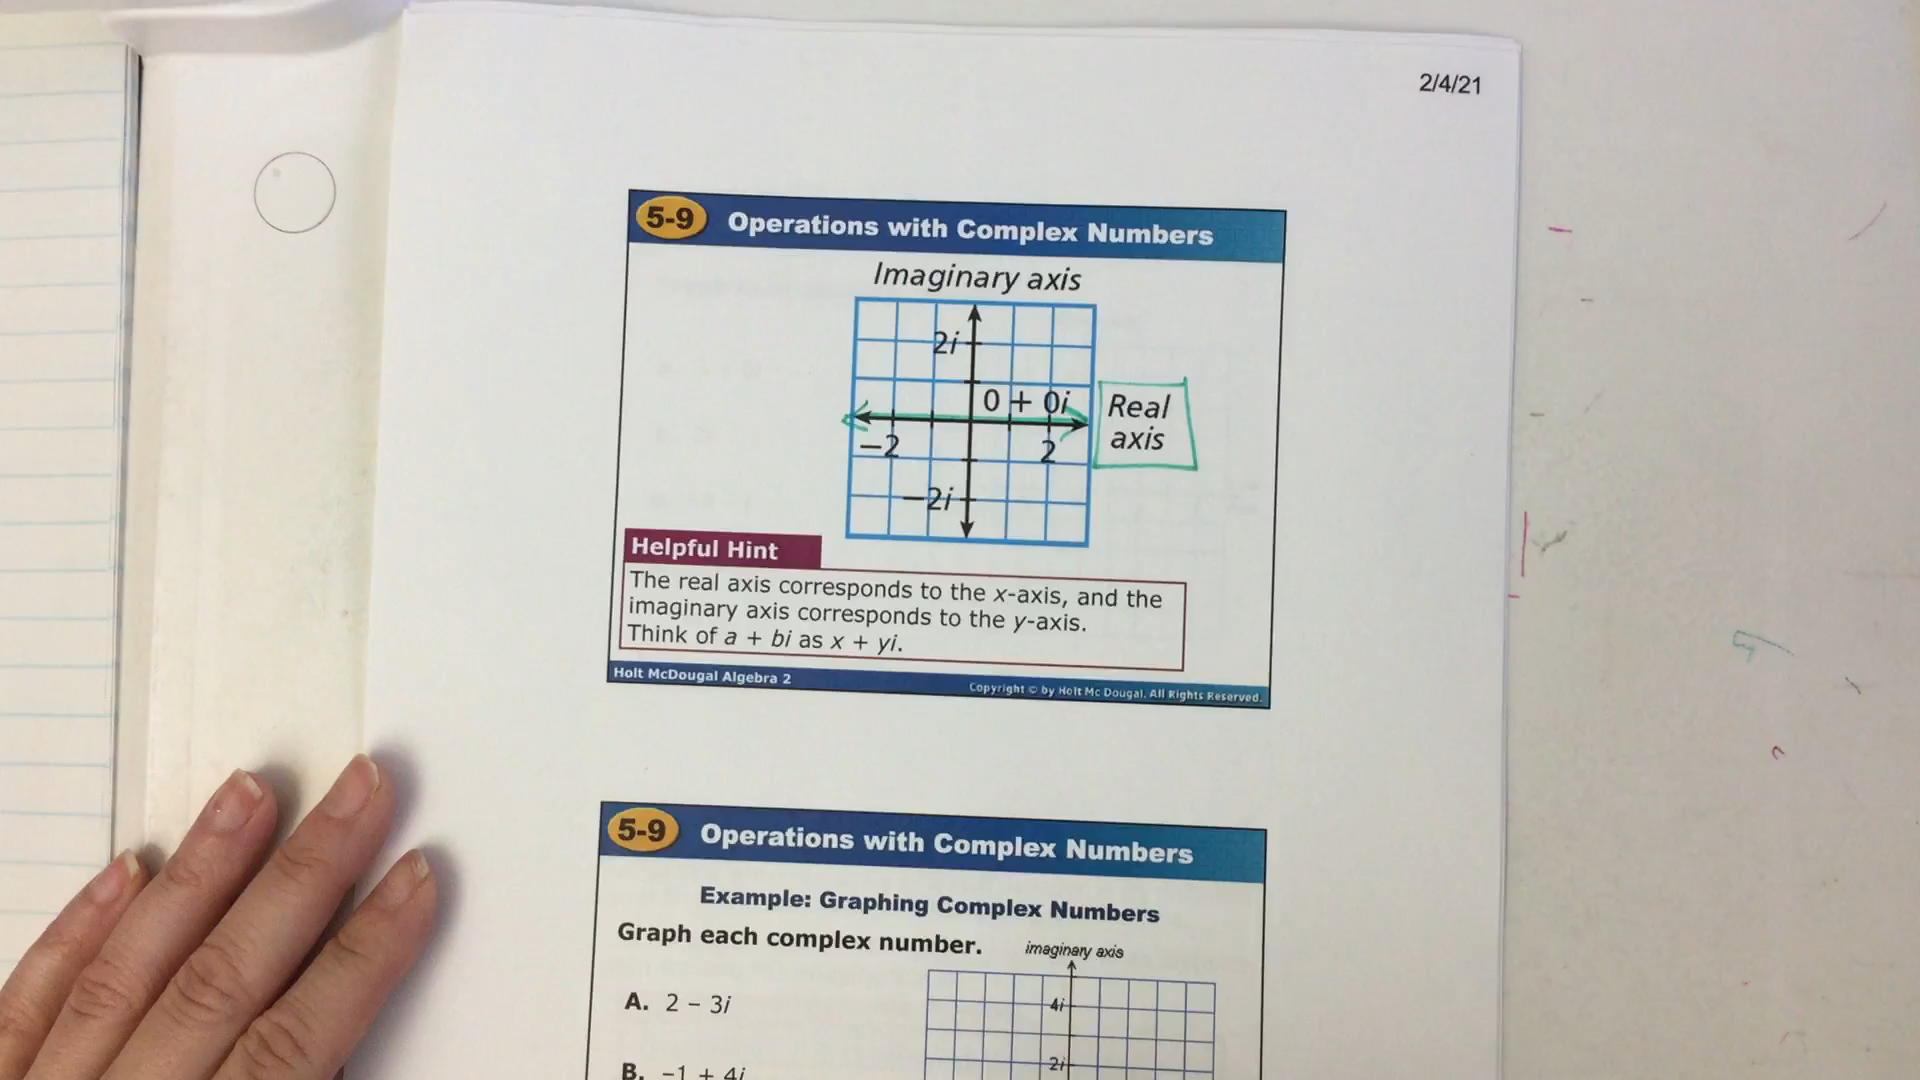 2/4/21
5-9 Operations with Complex Numbers
Imaginary axis
2i
0 + 0i
Real
axis
−2
2
−2i
Helpful Hint
The real axis corresponds to the x-axis, and the
imaginary axis corresponds to the y-axis.
Think of a + bi as x + yi.
Holt McDougal Algebra 2
Copyright © by Holt Mc Dougal. All Rights Reserved.
5-9 Operations with Complex Numbers
Example: Graphing Complex Numbers
Graph each complex number.
imaginary axis
A. 2 – 3i
4i
2i
B. –1 + 4i